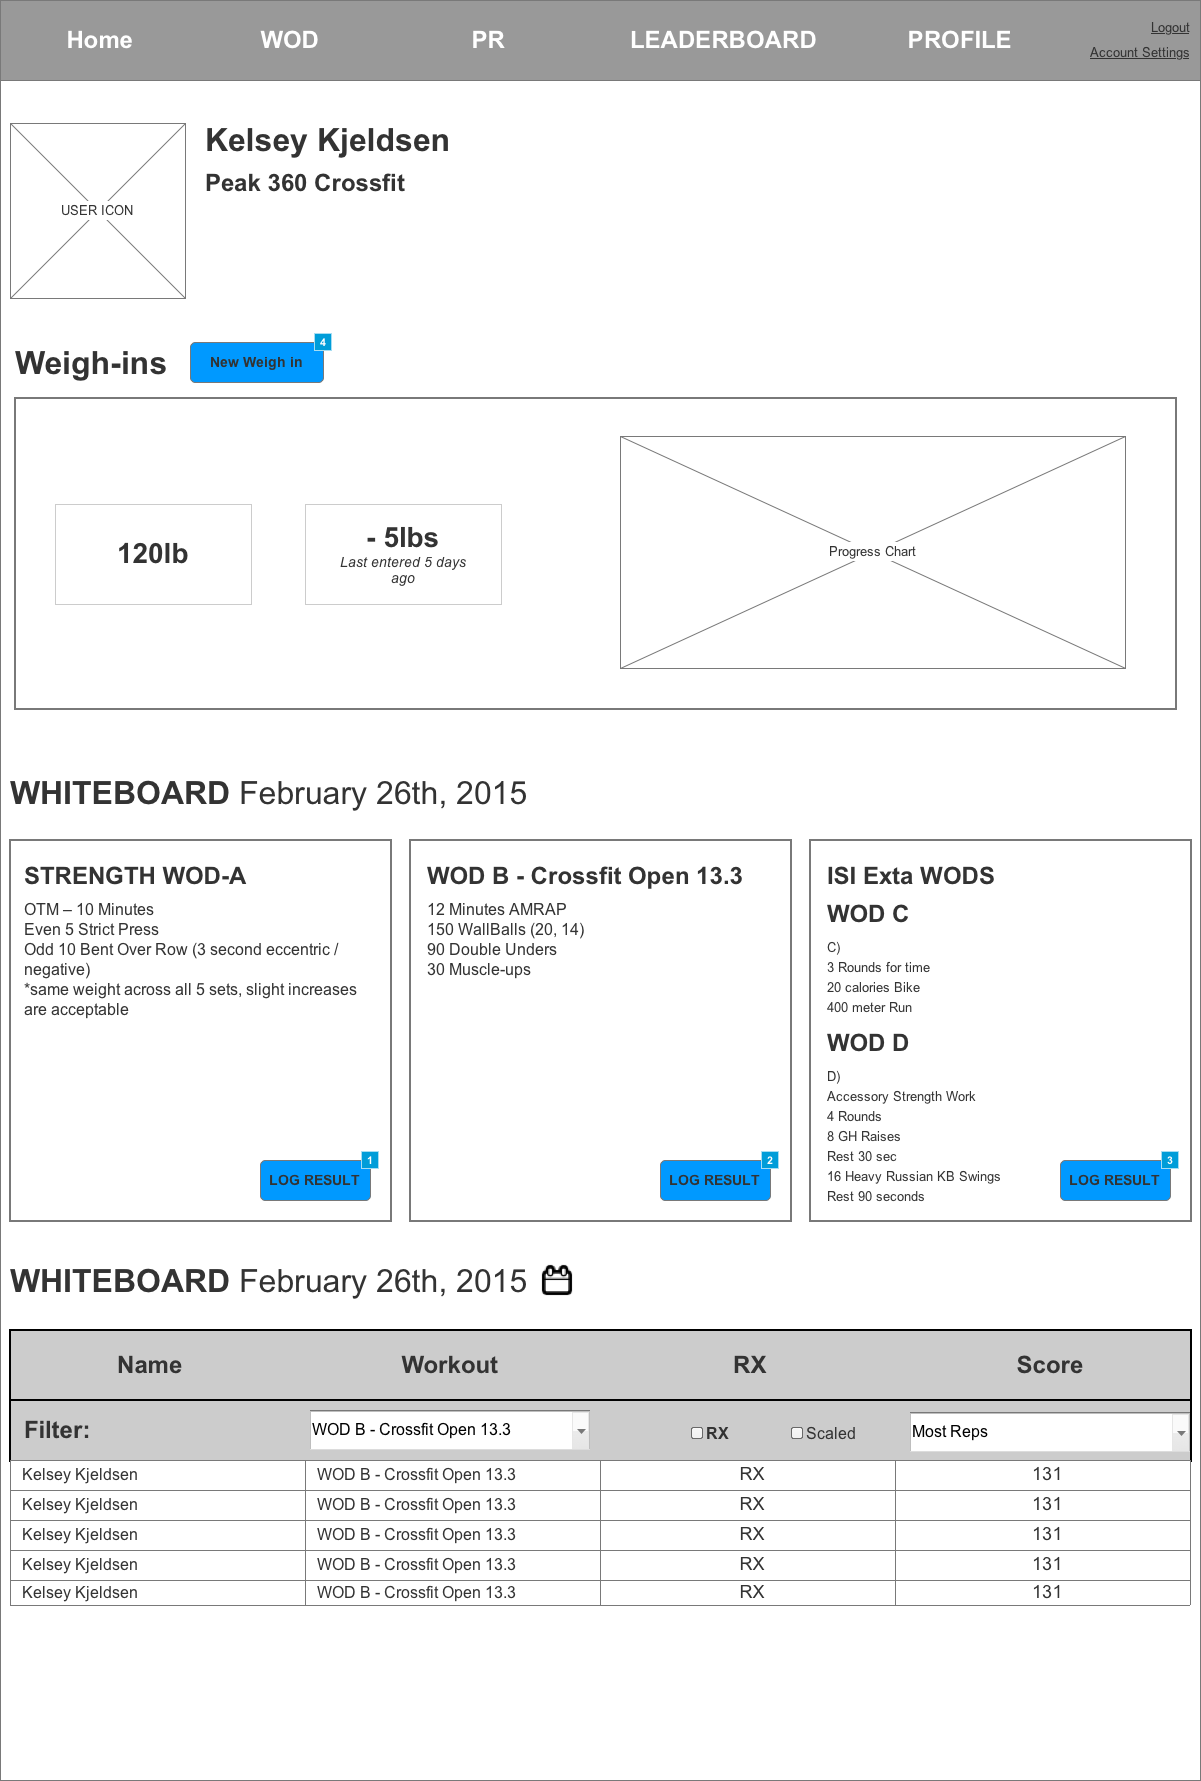 Home
WOD
PR
LEADERBOARD
PROFILE
Logout
Account Settings
USER ICON
Kelsey Kjeldsen
Peak 360 Crossfit
Weigh-ins
New Weigh in
4
120lb
- 5lbs
Last entered 5 days
ago
Progress Chart
WHITEBOARD February 26th, 2015
STRENGTH WOD-A
OTM – 10 Minutes
Even 5 Strict Press
Odd 10 Bent Over Row (3 second eccentric /
negative)
*same weight across all 5 sets, slight increases
are acceptable
LOG RESULT
1
WOD B - Crossfit Open 13.3
12 Minutes AMRAP
150 WallBalls (20, 14)
90 Double Unders
30 Muscle-ups
LOG RESULT
2
ISI Exta WODS
WOD C
C)
3 Rounds for time
20 calories Bike
400 meter Run
WOD D
D)
Accessory Strength Work
4 Rounds
8 GH Raises
Rest 30 sec
16 Heavy Russian KB Swings
Rest 90 seconds
LOG RESULT
3
WHITEBOARD February 26th, 2015
Name Workout RX Score
Filter: WOD B - Crossfit Open 13.3 RX Scaled Most Reps
Kelsey Kjeldsen WOD B - Crossfit Open 13.3 RX 131
Kelsey Kjeldsen WOD B - Crossfit Open 13.3 RX 131
Kelsey Kjeldsen WOD B - Crossfit Open 13.3 RX 131
Kelsey Kjeldsen WOD B - Crossfit Open 13.3 RX 131
Kelsey Kjeldsen WOD B - Crossfit Open 13.3 RX 131